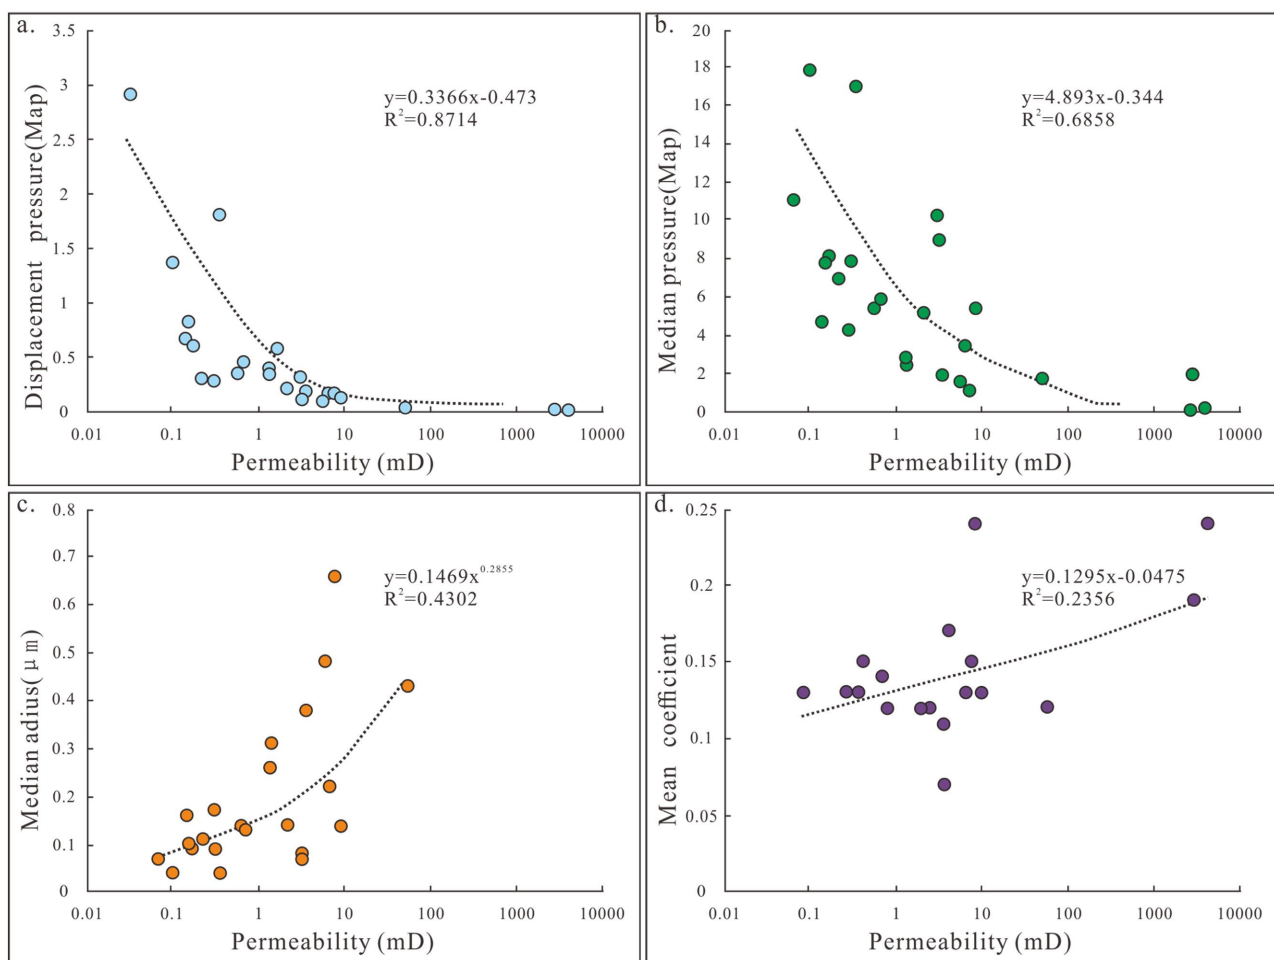 a.
3.5
3
2.5
2
1.5
1
0.5
0
Displacement pressure(Map)
y=0.3366x-0.473
R²=0.8714
0.01 0.1 1 10 100 1000 10000
Permeability (mD)
b.
20
18
16
14
12
10
8
6
4
2
0
Median pressure(Map)
y=4.893x-0.344
R²=0.6858
0.01 0.1 1 10 100 1000 10000
Permeability (mD)
c.
0.8
0.7
0.6
0.5
0.4
0.3
0.2
0.1
0
Median adius(μm)
y=0.1469x^0.2855
R²=0.4302
0.01 0.1 1 10 100 1000 10000
Permeability (mD)
d.
0.25
0.2
0.15
0.1
0.05
0
Mean coefficient
y=0.1295x-0.0475
R²=0.2356
0.01 0.1 1 10 100 1000 10000
Permeability (mD)